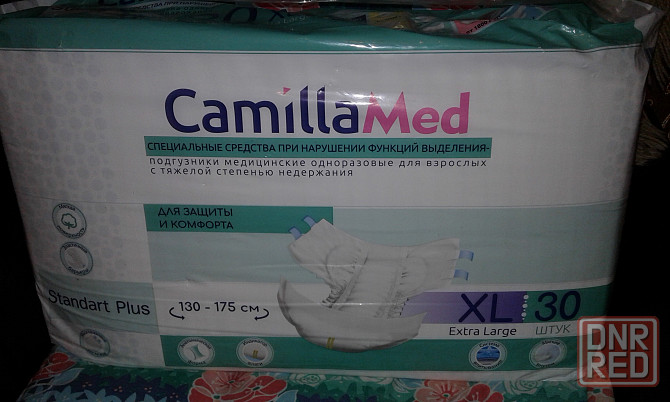 CamillaMed
СПЕЦИАЛЬНЫЕ СРЕДСТВА ПРИ НАРУШЕНИИ ФУНКЦИЙ ВЫДЕЛЕНИЯ-
подгузники медицинские одноразовые для взрослых
с тяжелой степенью недержания
ДЛЯ ЗАЩИТЫ
И КОМФОРТА
Standart Plus
130 - 175 см
XL
Extra Large
30
ШТУК
DNR
RED